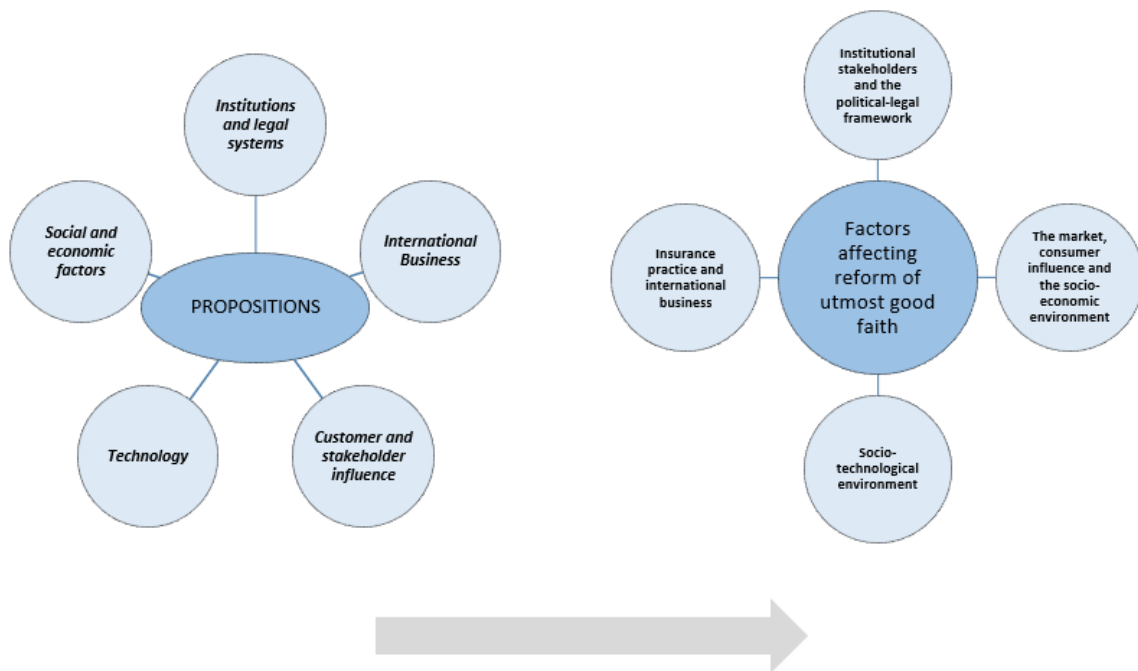 Institutions
and legal
systems
Social and
economic
factors
International
Business
PROPOSITIONS
Technology
Customer and
stakeholder
influence
Institutional
stakeholders
and the
political-legal
framework
Insurance
practice and
international
business
Factors
affecting
reform of
utmost good
faith
The market,
consumer
influence and
the socio-
economic
environment
Socio-
technological
environment